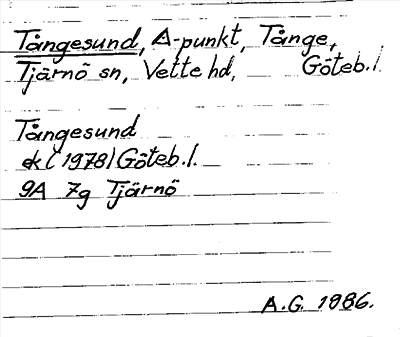 Tångesund, △-punkt, Tånge,
Tjärnö sn, Vette hd, Göteb.l.
Tångesund
ek (1978) Göteb.l.
9A 7g Tjärnö
A.G. 1986.